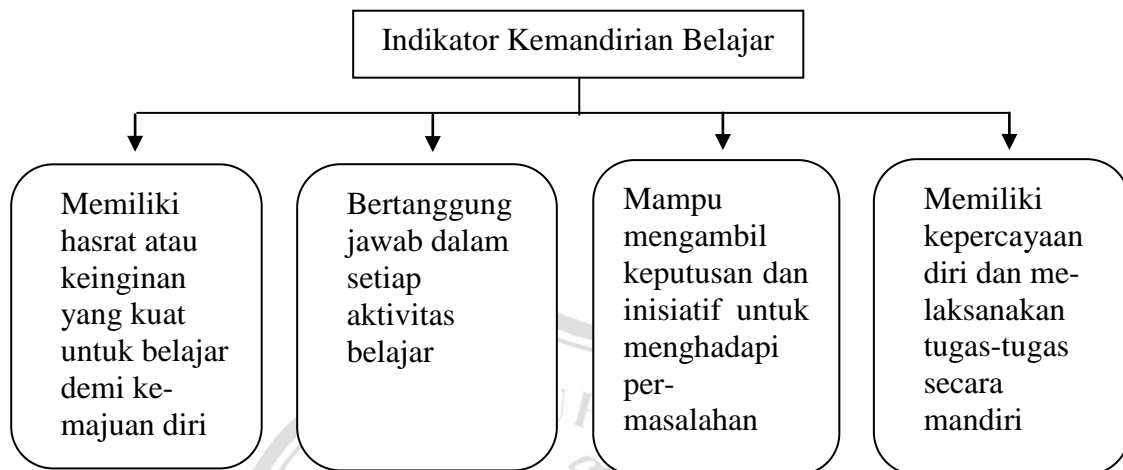 Indikator Kemandirian Belajar
Memiliki
hasrat atau
keinginan
yang kuat
untuk belajar
demi ke-
majuan diri
Bertanggung
jawab dalam
setiap
aktivitas
belajar
Mampu
mengambil
keputusan dan
inisiatif untuk
menghadapi
per-
masalahan
Memiliki
kepercayaan
diri dan me-
laksanakan
tugas-tugas
secara
mandiri